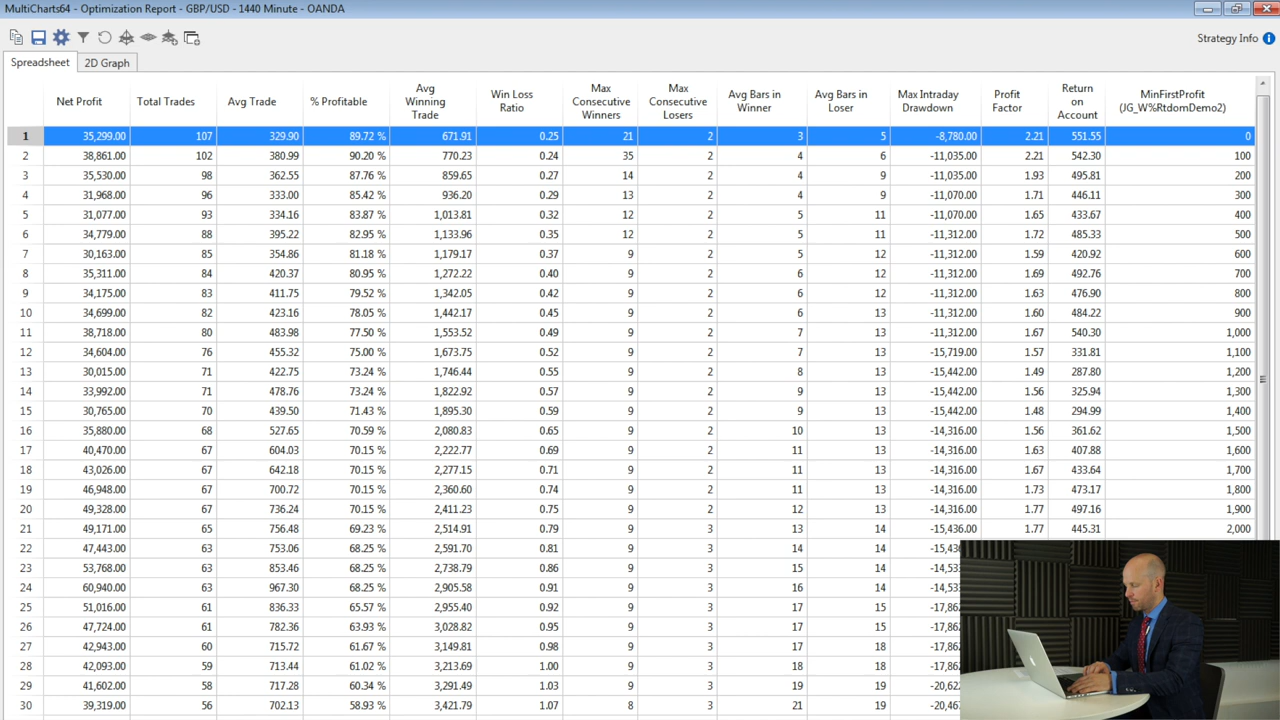 MultiCharts64 - Optimization Report - GBP/USD - 1440 Minute - OANDA
Strategy Info
Spreadsheet 2D Graph
Net Profit Total Trades Avg Trade % Profitable Avg Winning Trade Win Loss Ratio Max Consecutive Winners Max Consecutive Losers Avg Bars in Winner Avg Bars in Loser Max Intraday Drawdown Profit Factor Return on Account MinFirstProfit (JG_W%RtdomDemo2)
1 35,299.00 107 329.90 89.72 % 671.91 0.25 21 2 3 5 -8,780.00 2.21 551.55 0
2 38,861.00 102 380.99 90.20 % 770.23 0.24 35 2 4 6 -11,035.00 2.21 542.30 100
3 35,530.00 98 362.55 87.76 % 859.65 0.27 14 2 4 9 -11,035.00 1.93 495.81 200
4 31,968.00 96 333.00 85.42 % 936.20 0.29 13 2 4 9 -11,070.00 1.71 446.11 300
5 31,077.00 93 334.16 83.87 % 1,013.81 0.32 12 2 5 11 -11,070.00 1.65 433.67 400
6 34,779.00 88 395.22 82.95 % 1,133.96 0.35 12 2 5 11 -11,312.00 1.72 485.33 500
7 30,163.00 85 354.86 81.18 % 1,179.17 0.37 9 2 5 12 -11,312.00 1.59 420.92 600
8 35,311.00 84 420.37 80.95 % 1,272.22 0.40 9 2 6 12 -11,312.00 1.69 492.76 700
9 34,175.00 83 411.75 79.52 % 1,342.05 0.42 9 2 6 12 -11,312.00 1.63 476.90 800
10 34,699.00 82 423.16 78.05 % 1,442.17 0.45 9 2 6 13 -11,312.00 1.60 484.22 900
11 38,718.00 80 483.98 77.50 % 1,553.52 0.49 9 2 7 13 -11,312.00 1.67 540.30 1,000
12 34,604.00 76 455.32 75.00 % 1,673.75 0.52 9 2 7 13 -15,719.00 1.57 331.81 1,100
13 30,015.00 71 422.75 73.24 % 1,746.44 0.55 9 2 8 13 -15,442.00 1.49 287.80 1,200
14 33,992.00 71 478.76 73.24 % 1,822.92 0.56 9 2 9 13 -15,442.00 1.56 325.94 1,300
15 30,765.00 70 439.50 71.43 % 1,895.30 0.59 9 2 9 13 -15,442.00 1.48 294.99 1,400
16 35,880.00 68 527.65 70.59 % 2,080.83 0.65 9 2 10 13 -14,316.00 1.56 361.62 1,500
17 40,470.00 67 604.03 70.15 % 2,222.77 0.69 9 2 11 13 -14,316.00 1.63 407.88 1,600
18 43,026.00 67 642.18 70.15 % 2,277.15 0.71 9 2 11 13 -14,316.00 1.67 433.64 1,700
19 46,948.00 67 700.72 70.15 % 2,360.60 0.74 9 2 11 13 -14,316.00 1.73 473.17 1,800
20 49,328.00 67 736.24 70.15 % 2,411.23 0.75 9 2 12 13 -14,316.00 1.77 497.16 1,900
21 49,171.00 65 756.48 69.23 % 2,514.91 0.79 9 3 13 14 -15,436.00 1.77 445.31 2,000
22 47,443.00 63 753.06 68.25 % 2,591.70 0.81 9 3 14 14
23 53,768.00 63 853.46 68.25 % 2,738.79 0.86 9 3 15 14
24 60,940.00 63 967.30 68.25 % 2,905.58 0.91 9 3 16 14
25 51,016.00 61 836.33 65.57 % 2,955.40 0.92 9 3 17 15
26 47,724.00 61 782.36 63.93 % 3,028.82 0.95 9 3 17 15
27 42,943.00 60 715.72 61.67 % 3,149.81 0.98 9 3 17 18
28 42,093.00 59 713.44 61.02 % 3,213.69 1.00 9 3 18 18
29 41,602.00 58 717.28 60.34 % 3,291.49 1.03 9 3 19 19
30 39,319.00 56 702.13 58.93 % 3,421.79 1.07 8 3 21 19